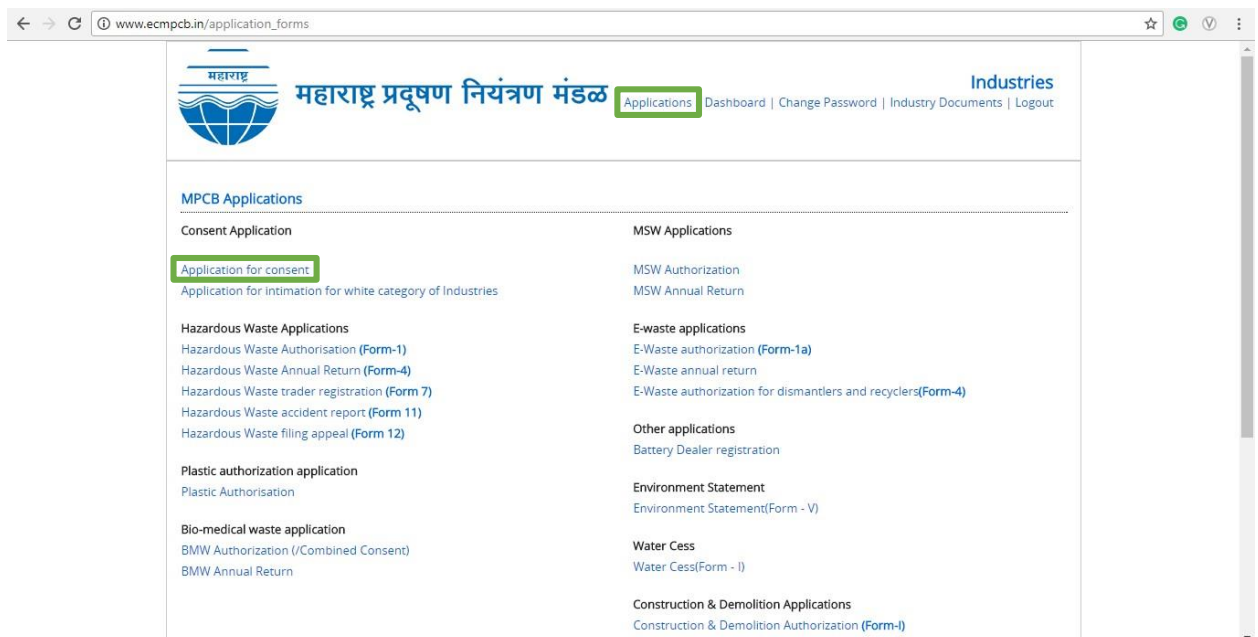 www.ecmpcb.in/application_forms
महाराष्ट्र
महाराष्ट्र प्रदूषण नियंत्रण मंडळ
Industries
Applications Dashboard | Change Password | Industry Documents | Logout
MPCB Applications
Consent Application
Application for consent
Application for intimation for white category of Industries
Hazardous Waste Applications
Hazardous Waste Authorisation (Form-1)
Hazardous Waste Annual Return (Form-4)
Hazardous Waste trader registration (Form 7)
Hazardous Waste accident report (Form 11)
Hazardous Waste filing appeal (Form 12)
Plastic authorization application
Plastic Authorisation
Bio-medical waste application
BMW Authorization (/Combined Consent)
BMW Annual Return
MSW Applications
MSW Authorization
MSW Annual Return
E-waste applications
E-Waste authorization (Form-1a)
E-Waste annual return
E-Waste authorization for dismantlers and recyclers(Form-4)
Other applications
Battery Dealer registration
Environment Statement
Environment Statement(Form - V)
Water Cess
Water Cess(Form - I)
Construction & Demolition Applications
Construction & Demolition Authorization (Form-I)